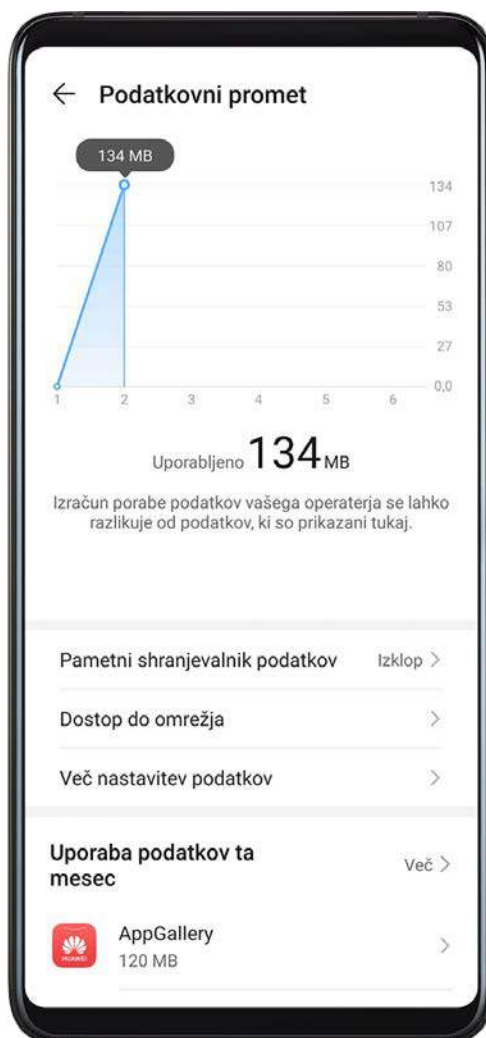 Podatkovni promet
134 MB
134
107
80
53
27
0,0
1 2 3 4 5 6
Uporabljeno 134 MB
Izračun porabe podatkov vašega operaterja se lahko
razlikuje od podatkov, ki so prikazani tukaj.
Pametni shranjevalnik podatkov Izklop
Dostop do omrežja
Več nastavitev podatkov
Uporaba podatkov ta
mesec
Več
HUAWEI
AppGallery
120 MB